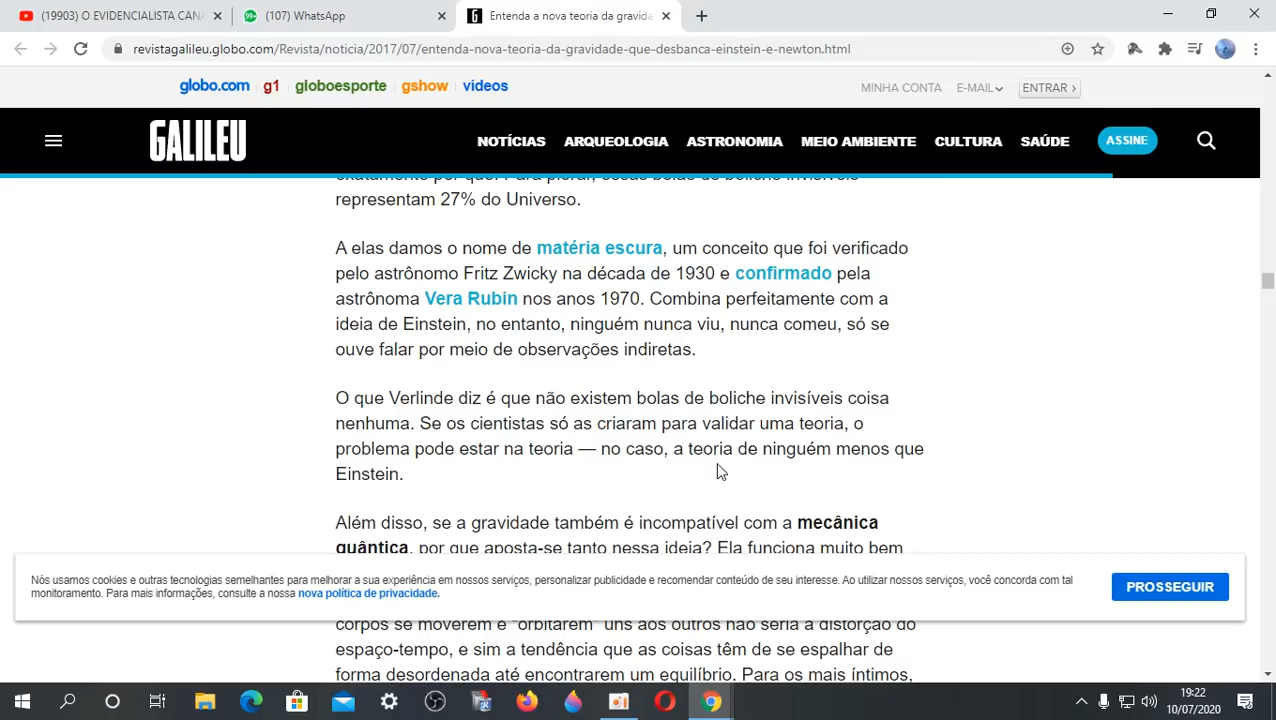 (19903) O EVIDENCIALISTA CANA
(107) WhatsApp
Entenda a nova teoria da gravida
revistagalileu.globo.com/Revista/noticia/2017/07/entenda-nova-teoria-da-gravidade-que-desbanca-einstein-e-newton.html
globo.com g1 globoesporte gshow vídeos
MINHA CONTA E-MAIL ENTRAR
GALILEU
NOTÍCIAS ARQUEOLOGIA ASTRONOMIA MEIO AMBIENTE CULTURA SAÚDE ASSINE
exatamente por quê. Para piorar, essas bolas de boliche invisíveis
representam 27% do Universo.
A elas damos o nome de matéria escura, um conceito que foi verificado
pelo astrônomo Fritz Zwicky na década de 1930 e confirmado pela
astrônoma Vera Rubin nos anos 1970. Combina perfeitamente com a
ideia de Einstein, no entanto, ninguém nunca viu, nunca comeu, só se
ouve falar por meio de observações indiretas.
O que Verlinde diz é que não existem bolas de boliche invisíveis coisa
nenhuma. Se os cientistas só as criaram para validar uma teoria, o
problema pode estar na teoria — no caso, a teoria de ninguém menos que
Einstein.
Além disso, se a gravidade também é incompatível com a mecânica
quântica, por que aposta-se tanto nessa ideia? Ela funciona muito bem
Nós usamos cookies e outras tecnologias semelhantes para melhorar a sua experiência em nossos serviços, personalizar publicidade e recomendar conteúdo de seu interesse. Ao utilizar nossos serviços, você concorda com tal
monitoramento. Para mais informações, consulte a nossa nova política de privacidade.
PROSSEGUIR
corpos se moverem e "orbitarem" uns aos outros não seria a distorção do
espaço-tempo, e sim a tendência que as coisas têm de se espalhar de
forma desordenada até encontrarem um equilíbrio. Para os mais íntimos,
19:22
10/07/2020